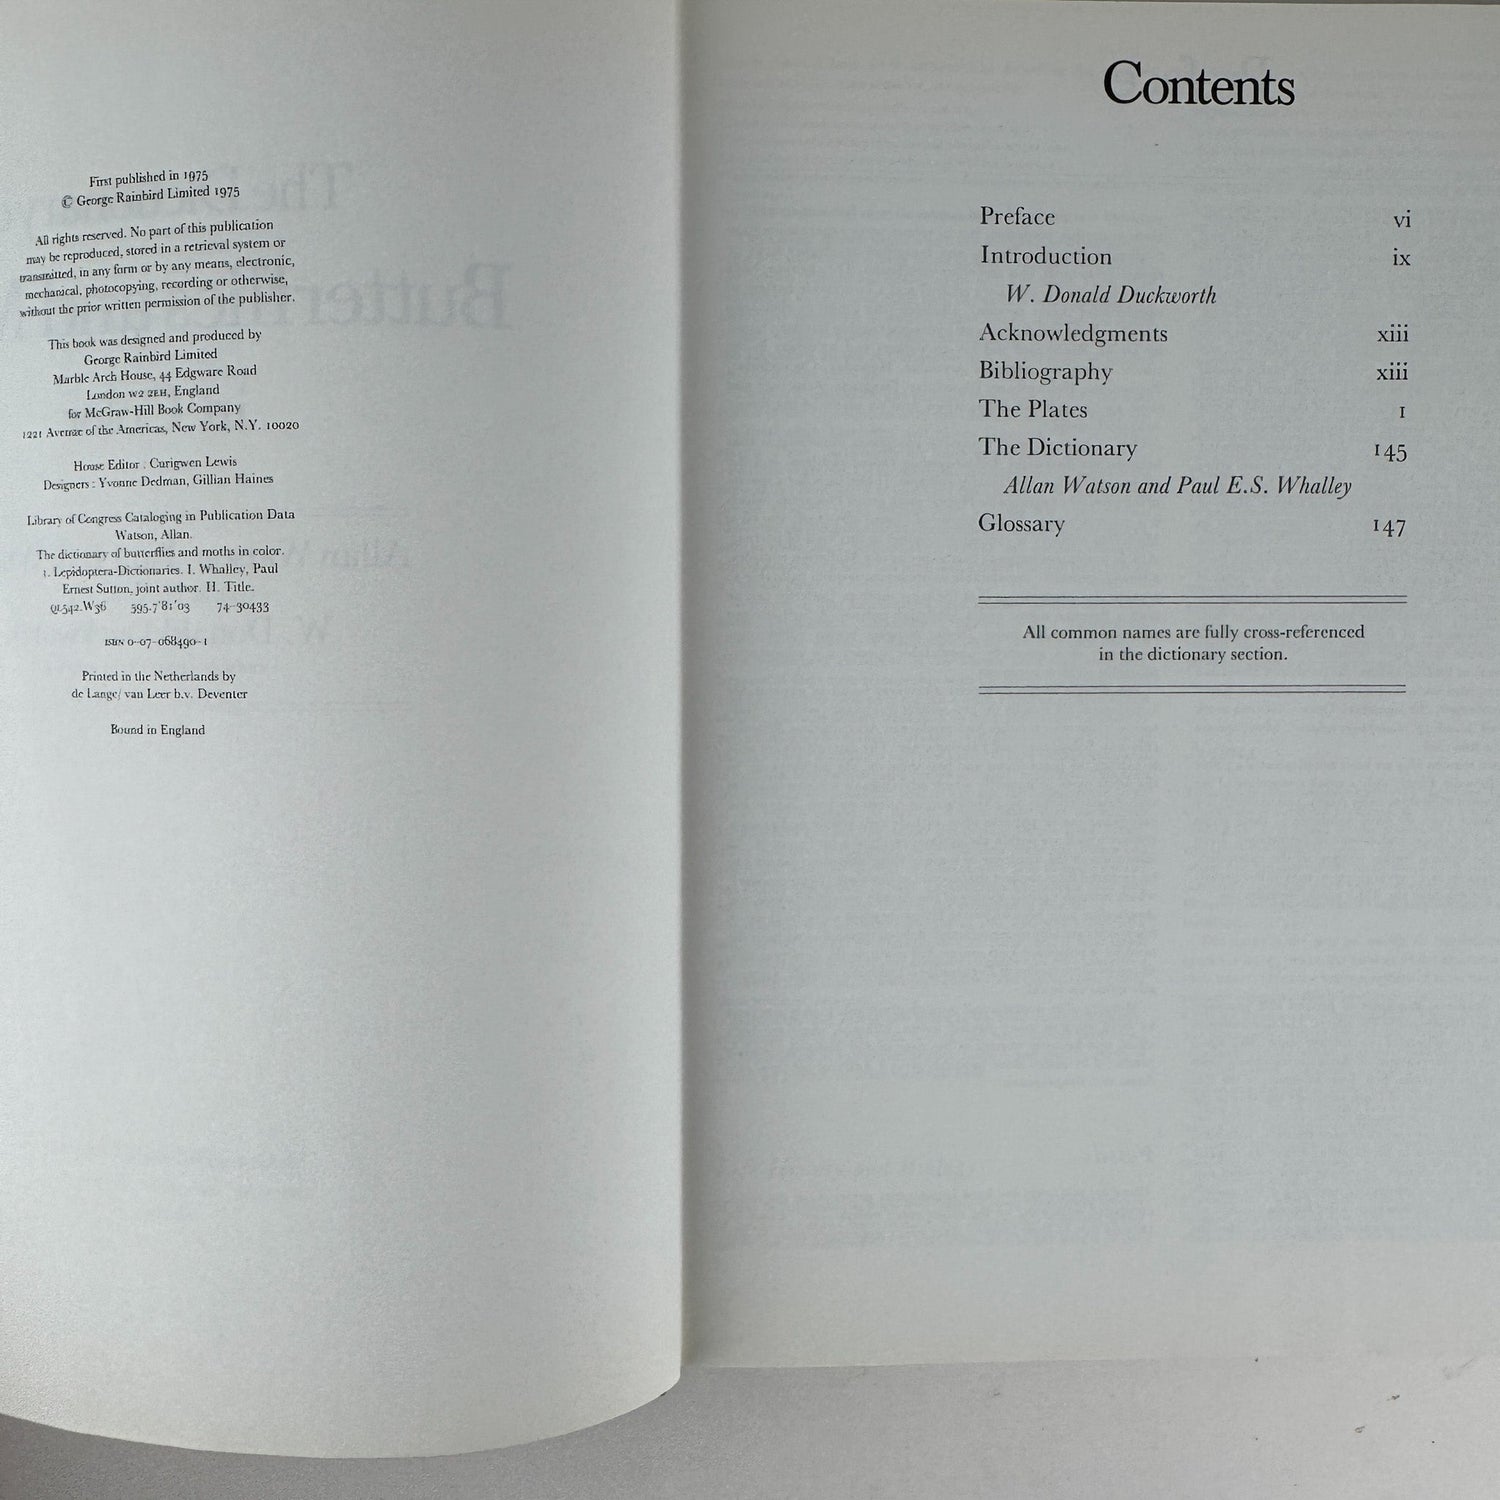 First published in 1975
© George Rainbird Limited 1975
All rights reserved. No part of this publication
may be reproduced, stored in a retrieval system or
transmitted, in any form or by any means, electronic,
mechanical, photocopying, recording or otherwise,
without the prior written permission of the publisher.
This book was designed and produced by
George Rainbird Limited
Marble Arch House, 44 Edgware Road
London W2 2EH, England
for McGraw-Hill Book Company
1221 Avenue of the Americas, New York, N.Y. 10020
House Editor : Curigwen Lewis
Designers : Yvonne Dedman, Gillian Haines
Library of Congress Cataloging in Publication Data
Watson, Allan.
The dictionary of butterflies and moths in color.
1. Lepidoptera-Dictionaries. I. Whalley, Paul
Ernest Sutton, joint author. II. Title.
QL542.W36 595.7'81'03 74-30433
ISBN 0-07-068490-1
Printed in the Netherlands by
de Lange/van Leer b.v. Deventer
Bound in England
Contents
Preface vi
Introduction ix
W. Donald Duckworth
Acknowledgments xiii
Bibliography xiii
The Plates 1
The Dictionary 145
Allan Watson and Paul E.S. Whalley
Glossary 147
All common names are fully cross-referenced
in the dictionary section.